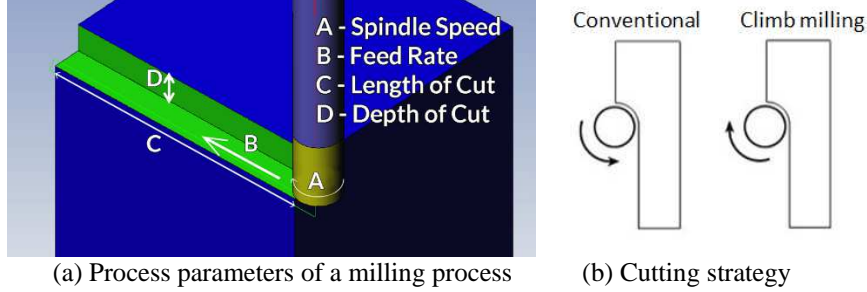 A - Spindle Speed
B - Feed Rate
C - Length of Cut
D - Depth of Cut
D
B
C
A
Conventional
Climb milling
(a) Process parameters of a milling process
(b) Cutting strategy